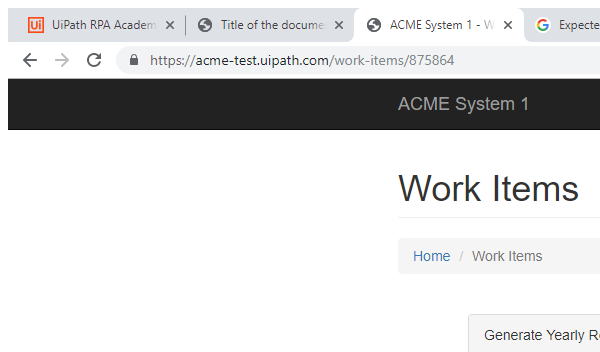 Ui UiPath RPA Academ Title of the docume ACME System 1 - W Expecte
https://acme-test.uipath.com/work-items/875864
ACME System 1
Work Items
Home / Work Items
Generate Yearly Re